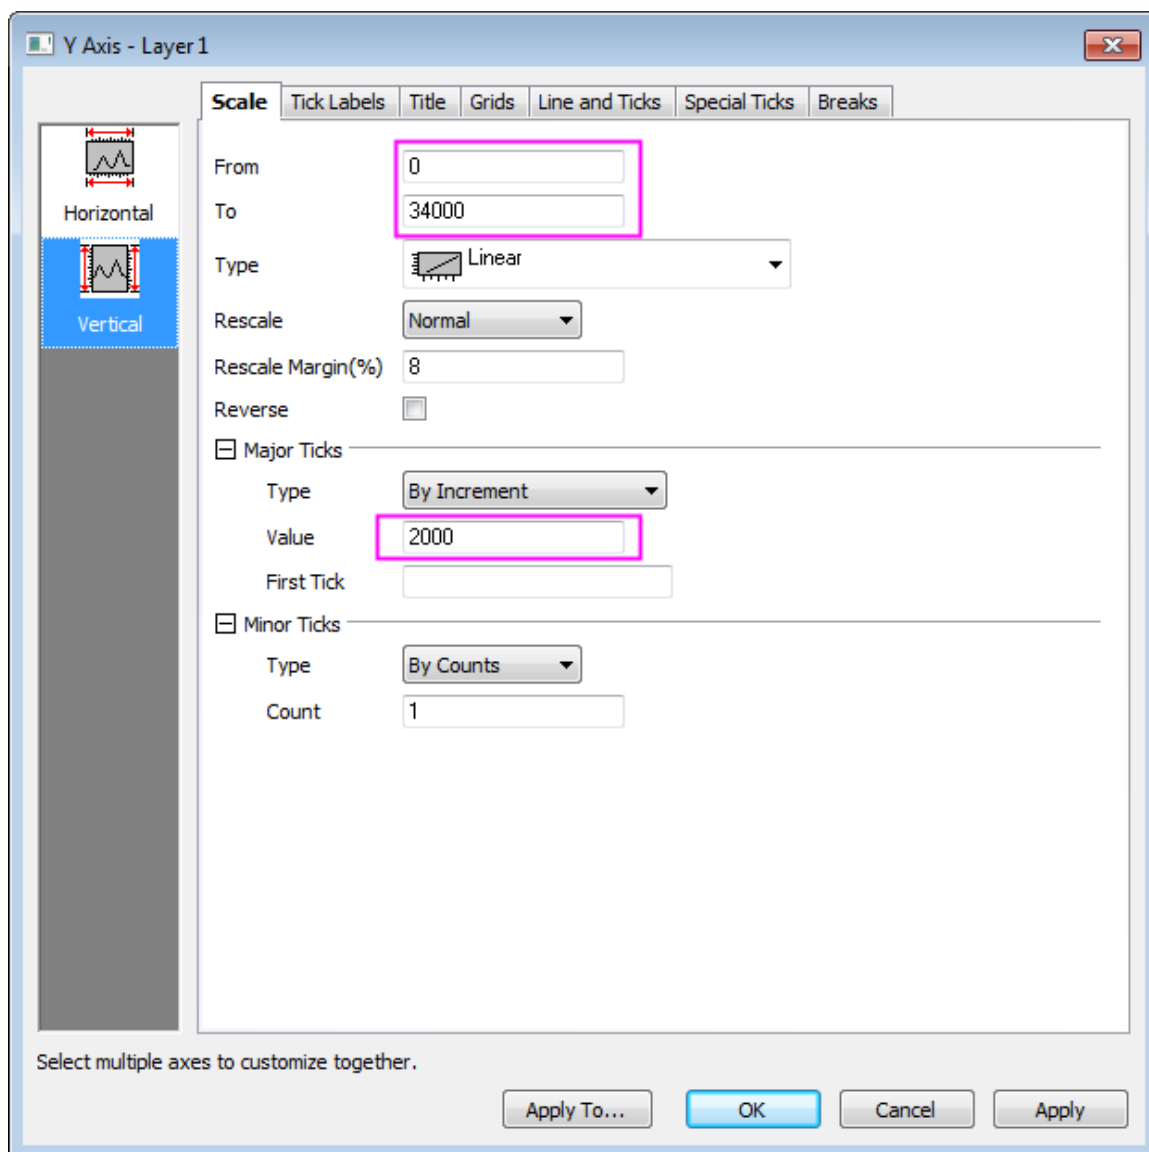 Y Axis - Layer 1
Scale Tick Labels Title Grids Line and Ticks Special Ticks Breaks
Horizontal
Vertical
From 0
To 34000
Type Linear
Rescale Normal
Rescale Margin(%) 8
Reverse
Major Ticks
Type By Increment
Value 2000
First Tick
Minor Ticks
Type By Counts
Count 1
Select multiple axes to customize together.
Apply To... OK Cancel Apply